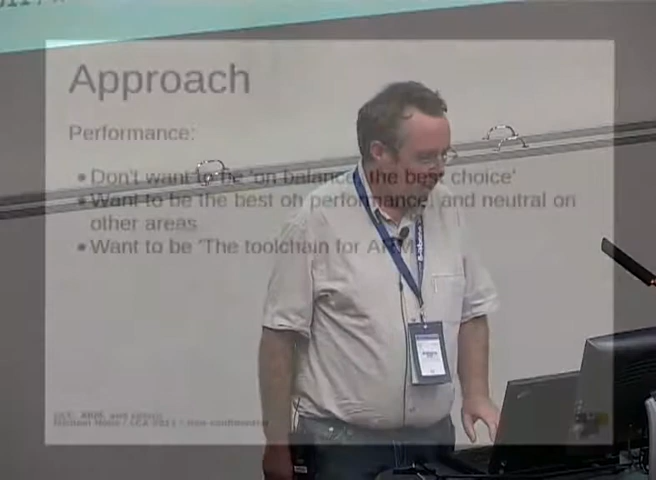 Approach
Performance:
• Don't want to be 'on balance, the best choice'
• Want to be the best on performance, and neutral on
other areas
• Want to be 'The toolchain for ARM'